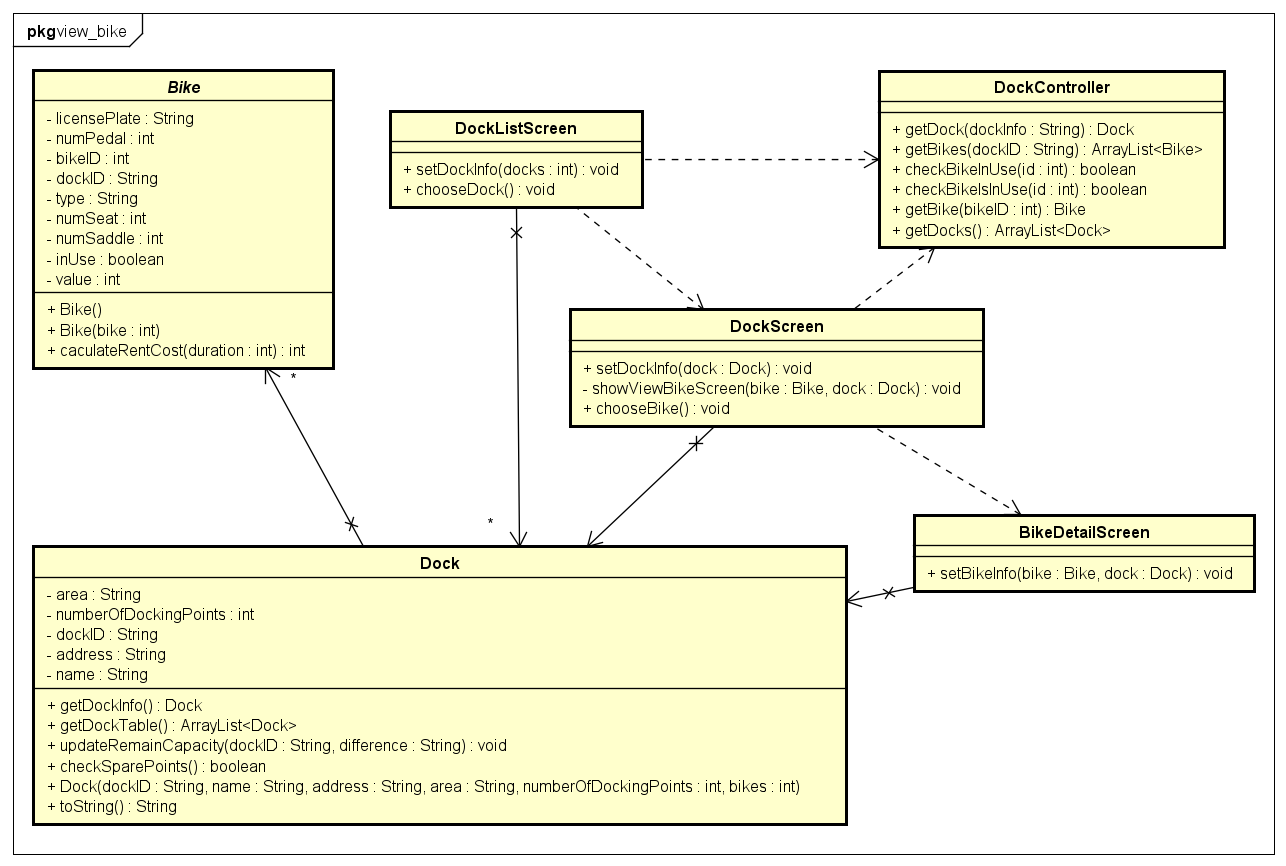 pkg view_bike
Bike
- licensePlate : String
- numPedal : int
- bikeID : int
- dockID : String
- type : String
- numSeat : int
- numSaddle : int
- inUse : boolean
- value : int
+ Bike()
+ Bike(bike : int)
+ caculateRentCost(duration : int) : int
*
DockListScreen
+ setDockInfo(docks : int) : void
+ chooseDock() : void
DockController
+ getDock(dockInfo : String) : Dock
+ getBikes(dockID : String) : ArrayList<Bike>
+ checkBikeInUse(id : int) : boolean
+ checkBikeIsInUse(id : int) : boolean
+ getBike(bikeID : int) : Bike
+ getDocks() : ArrayList<Dock>
DockScreen
+ setDockInfo(dock : Dock) : void
- showViewBikeScreen(bike : Bike, dock : Dock) : void
+ chooseBike() : void
*
BikeDetailScreen
+ setBikeInfo(bike : Bike, dock : Dock) : void
Dock
- area : String
- numberOfDockingPoints : int
- dockID : String
- address : String
- name : String
+ getDockInfo() : Dock
+ getDockTable() : ArrayList<Dock>
+ updateRemainCapacity(dockID : String, difference : String) : void
+ checkSparePoints() : boolean
+ Dock(dockID : String, name : String, address : String, area : String, numberOfDockingPoints : int, bikes : int)
+ toString() : String